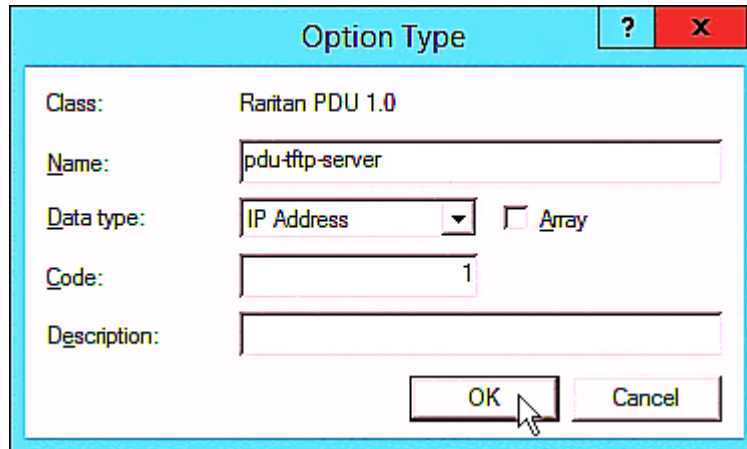 Option Type
?
x
Class: Raritan PDU 1.0
Name: pdu-tftp-server
Data type: IP Address Array
Code: 1
Description:
OK Cancel